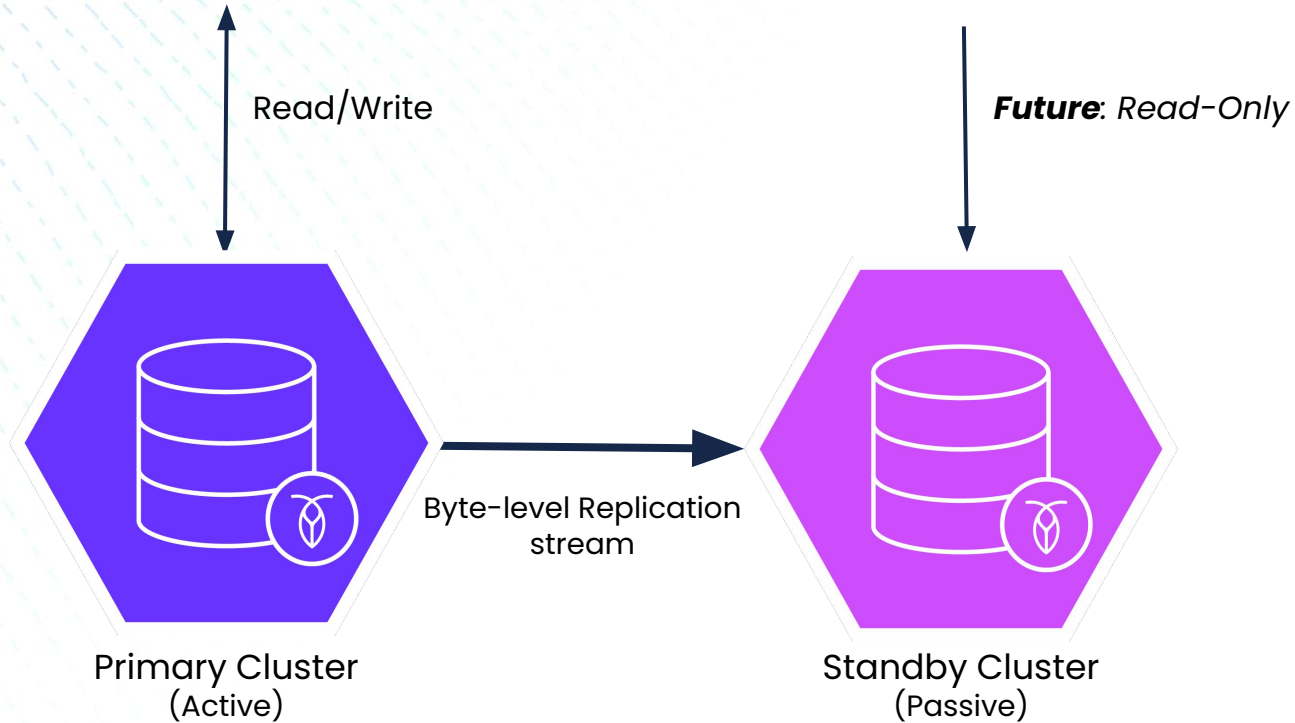 Read/Write
Future: Read-Only
Byte-level Replication
stream
Primary Cluster
(Active)
Standby Cluster
(Passive)